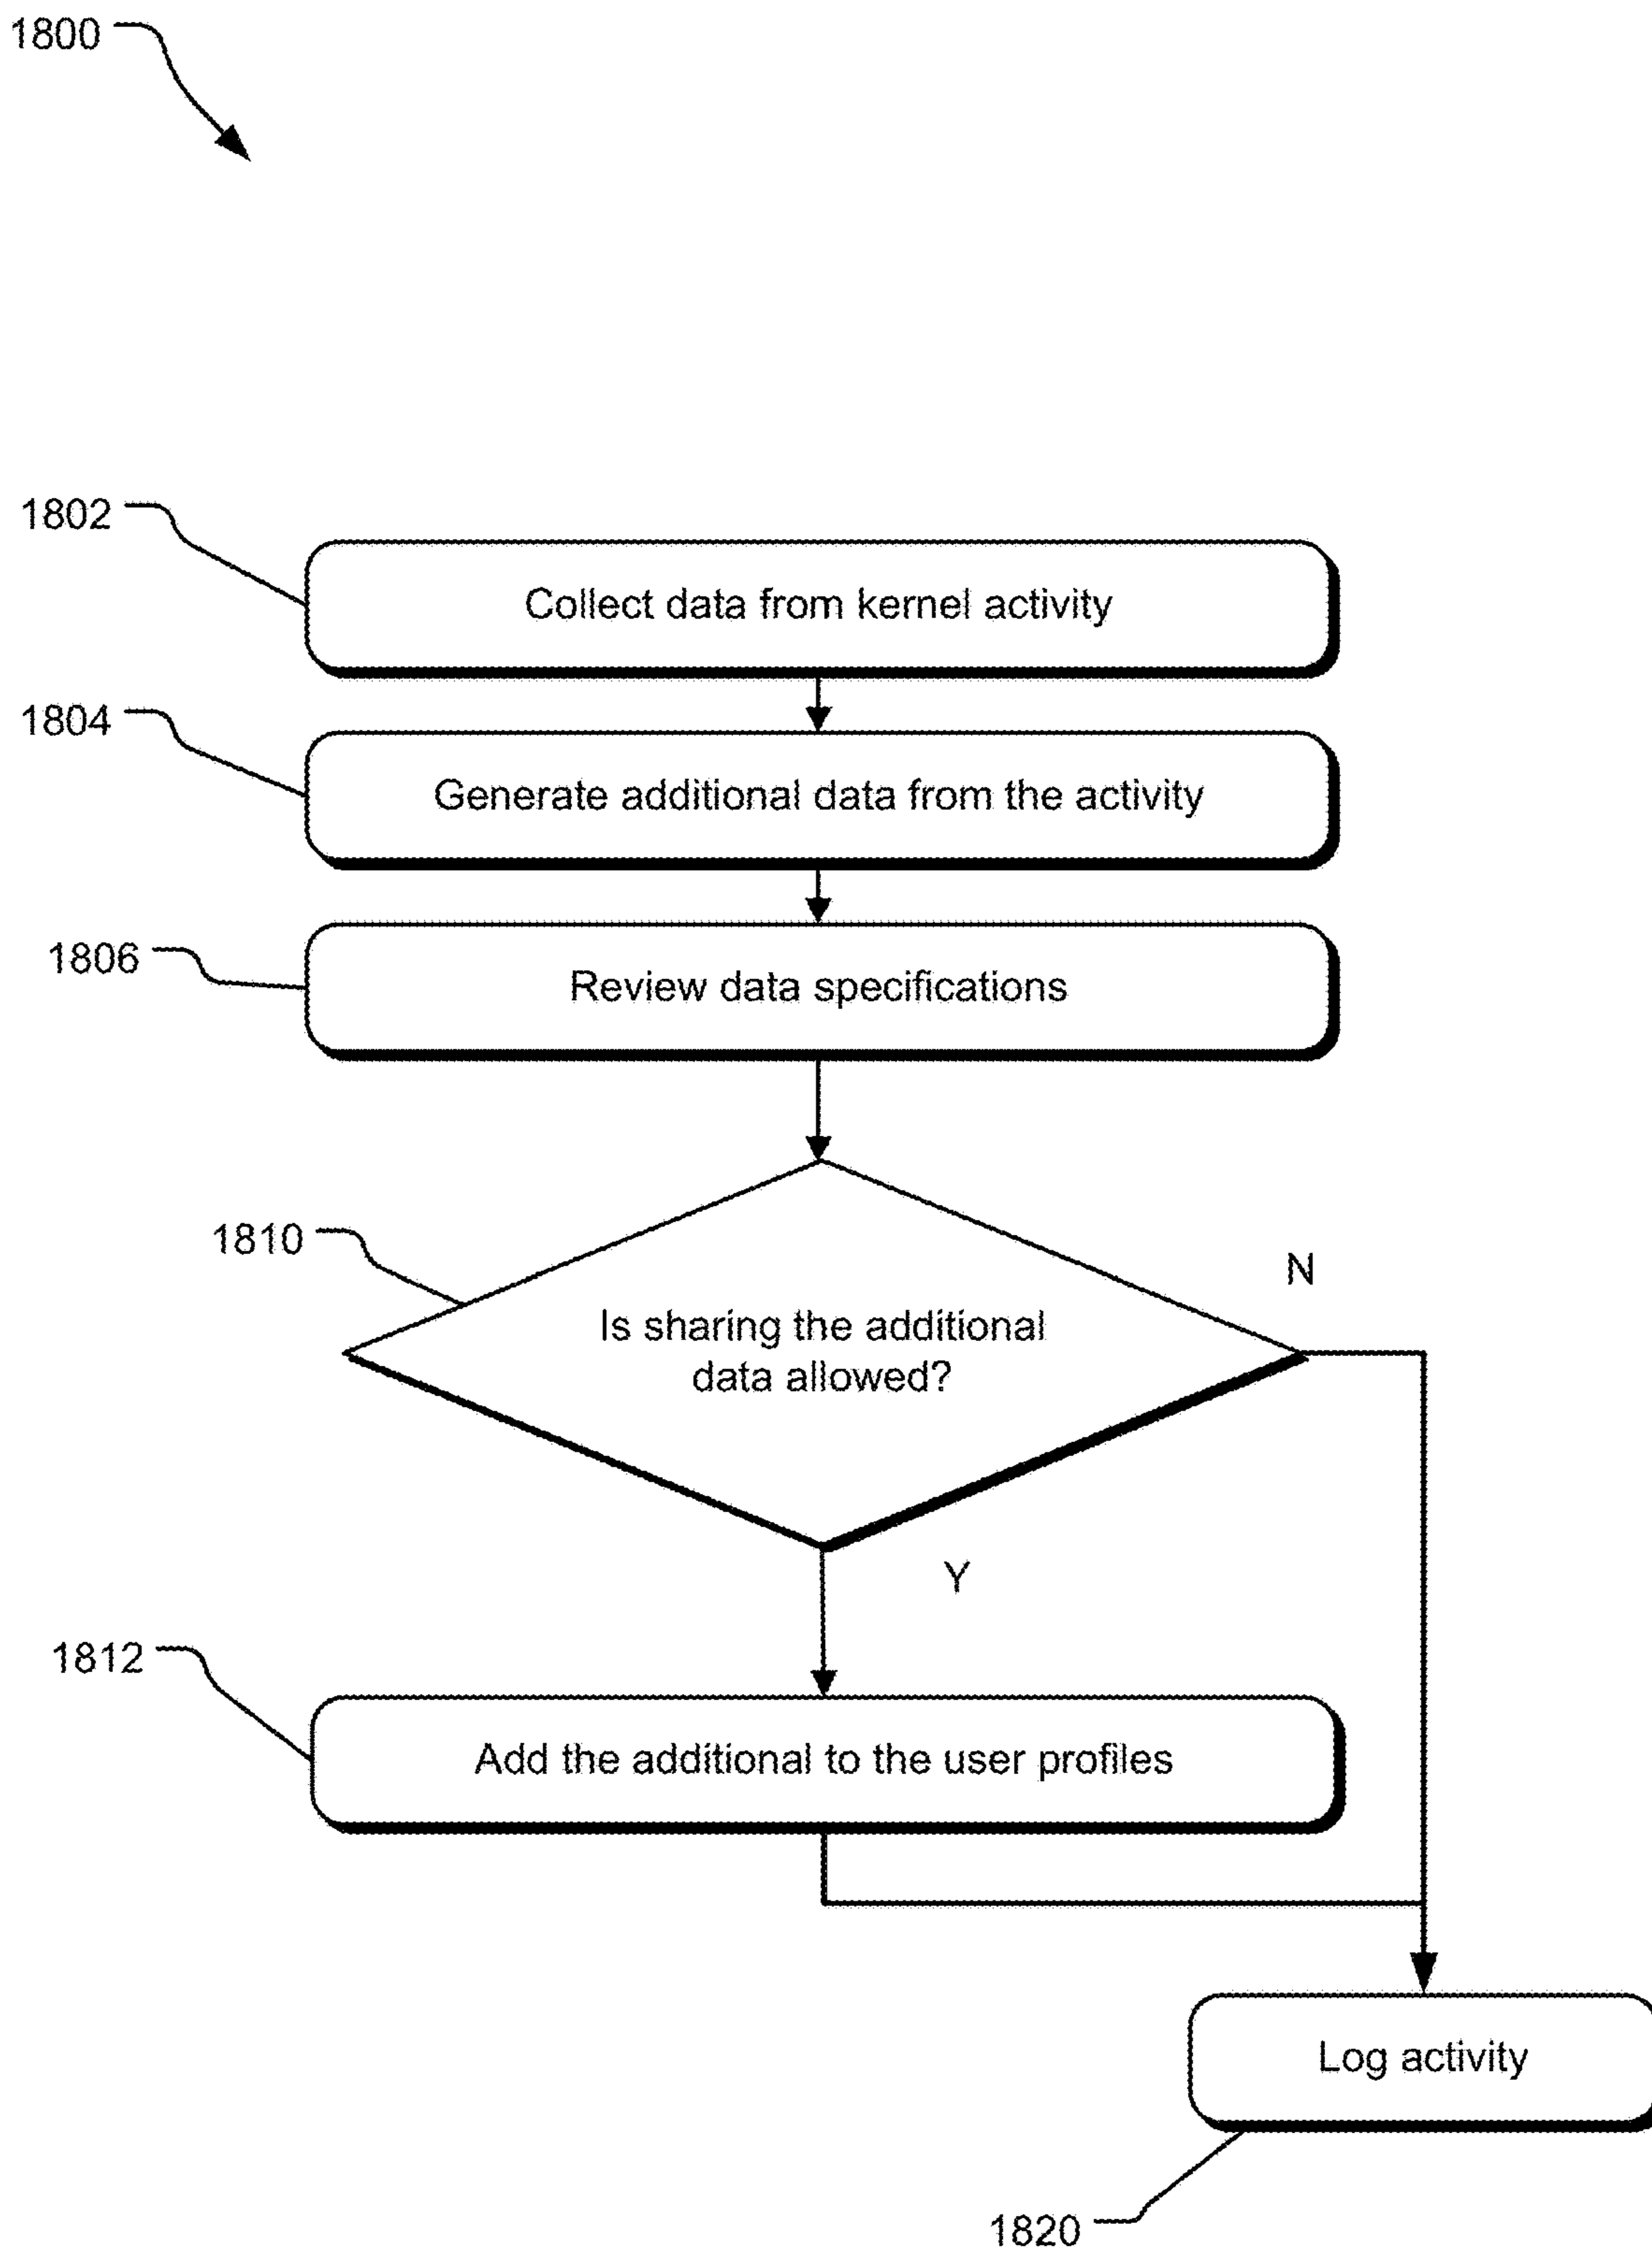 1800
1802
Collect data from kernel activity
1804
Generate additional data from the activity
1806
Review data specifications
1810
N
Is sharing the additional
data allowed?
Y
1812
Add the additional to the user profiles
Log activity
1820